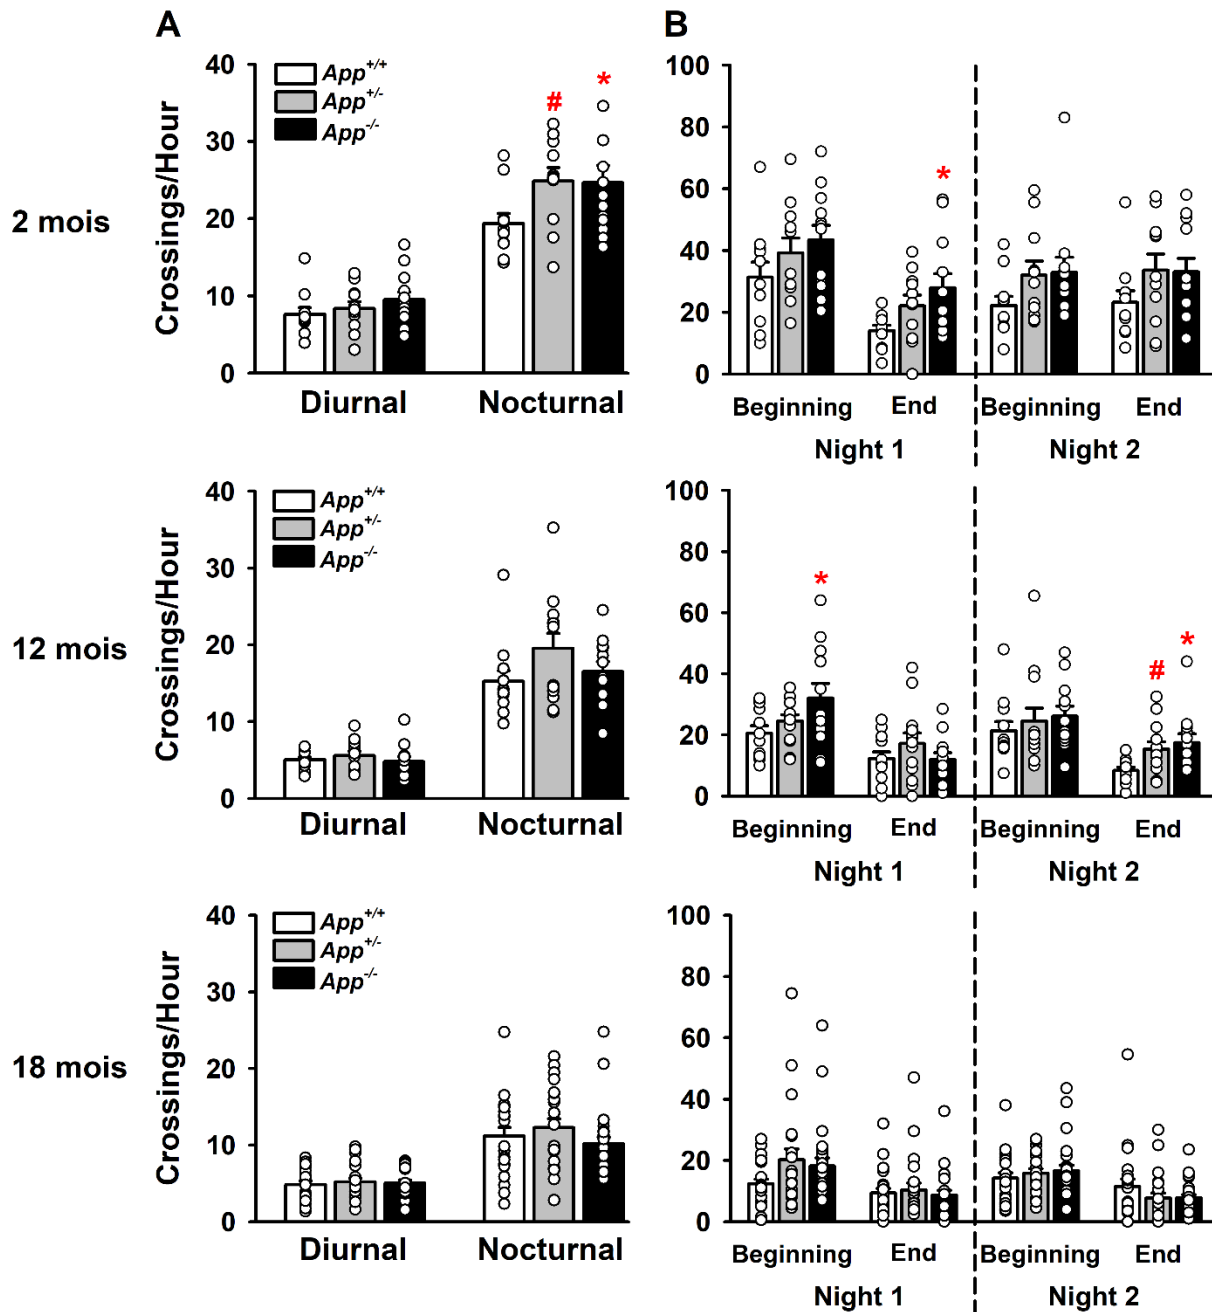 A
B
2 mois
Crossings/Hour
40
30
20
10
0
App+/+
App+/-
App-/-
#
*
Diurnal
Nocturnal
100
80
60
40
20
0
*
Beginning
End
Beginning
End
Night 1
Night 2
12 mois
Crossings/Hour
40
30
20
10
0
App+/+
App+/-
App-/-
Diurnal
Nocturnal
100
80
60
40
20
0
*
#
*
Beginning
End
Beginning
End
Night 1
Night 2
18 mois
Crossings/Hour
40
30
20
10
0
App+/+
App+/-
App-/-
Diurnal
Nocturnal
100
80
60
40
20
0
Beginning
End
Beginning
End
Night 1
Night 2